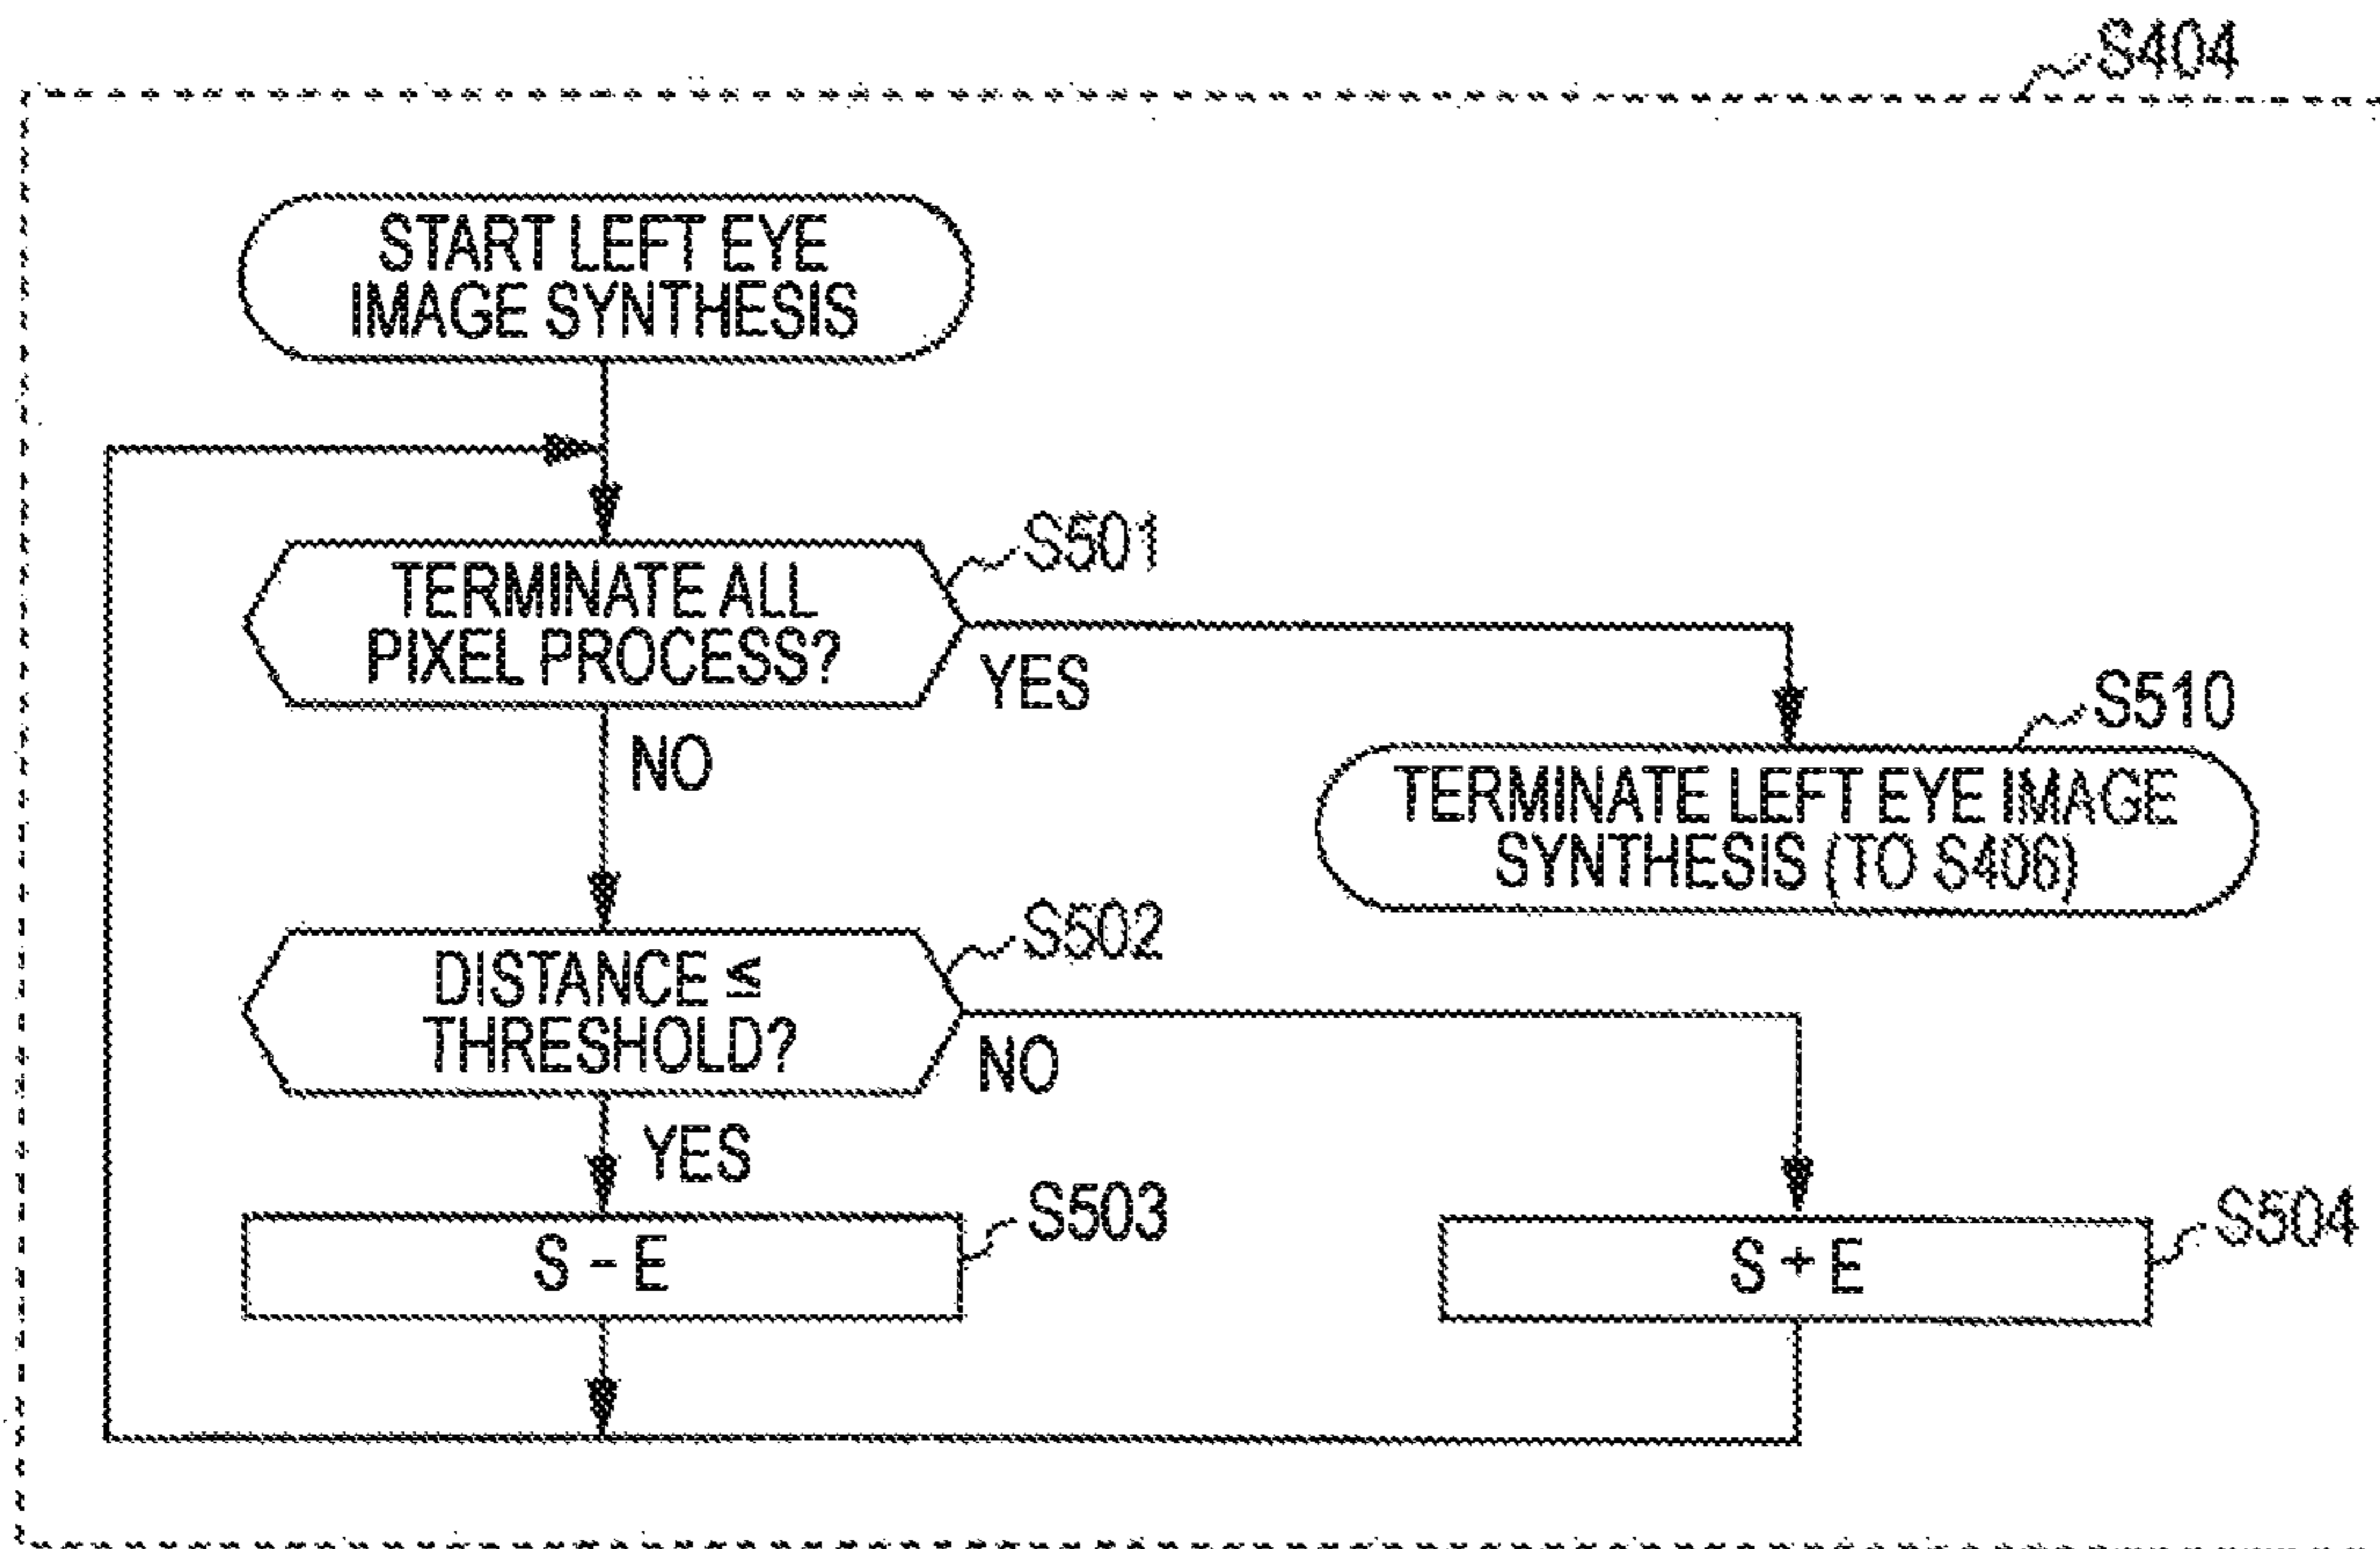 S404
START LEFT EYE
IMAGE SYNTHESIS
S501
TERMINATE ALL
PIXEL PROCESS?
YES
NO
S510
TERMINATE LEFT EYE IMAGE
SYNTHESIS (TO S406)
S502
DISTANCE ≤
THRESHOLD?
NO
YES
S503
S - E
S504
S + E